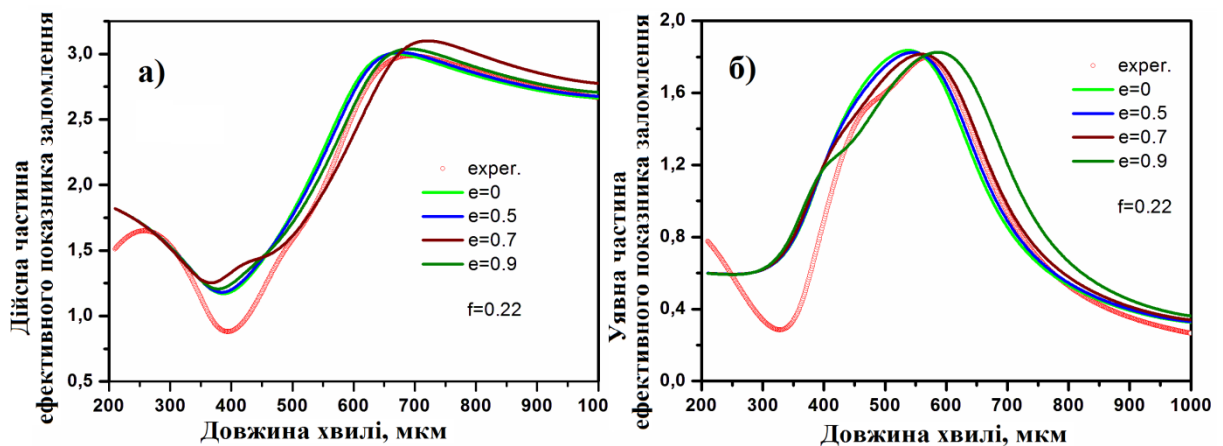 Дійсна частина
ефективного показника заломлення
3,0
2,5
2,0
1,5
1,0
0,5
а)
exper.
e=0
e=0.5
e=0.7
e=0.9
f=0.22
200 300 400 500 600 700 800 900 1000
Довжина хвилі, мкм
Уявна частина
ефективного показника заломлення
2,0
1,6
1,2
0,8
0,4
0,0
б)
exper.
e=0
e=0.5
e=0.7
e=0.9
f=0.22
200 300 400 500 600 700 800 900 1000
Довжина хвилі, мкм